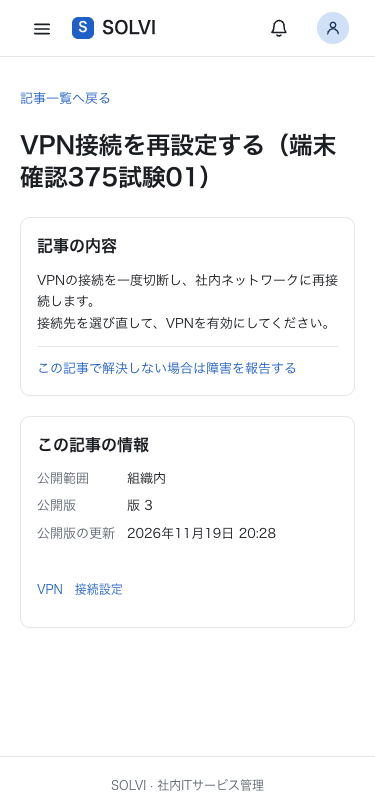 S SOLVI
記事一覧へ戻る
VPN接続を再設定する（端末
確認375試験01）
記事の内容
VPNの接続を一度切断し、社内ネットワークに再接
続します。
接続先を選び直して、VPNを有効にしてください。
この記事で解決しない場合は障害を報告する
この記事の情報
公開範囲 組織内
公開版 版 3
公開版の更新 2026年11月19日 20:28
VPN 接続設定
SOLVI · 社内ITサービス管理